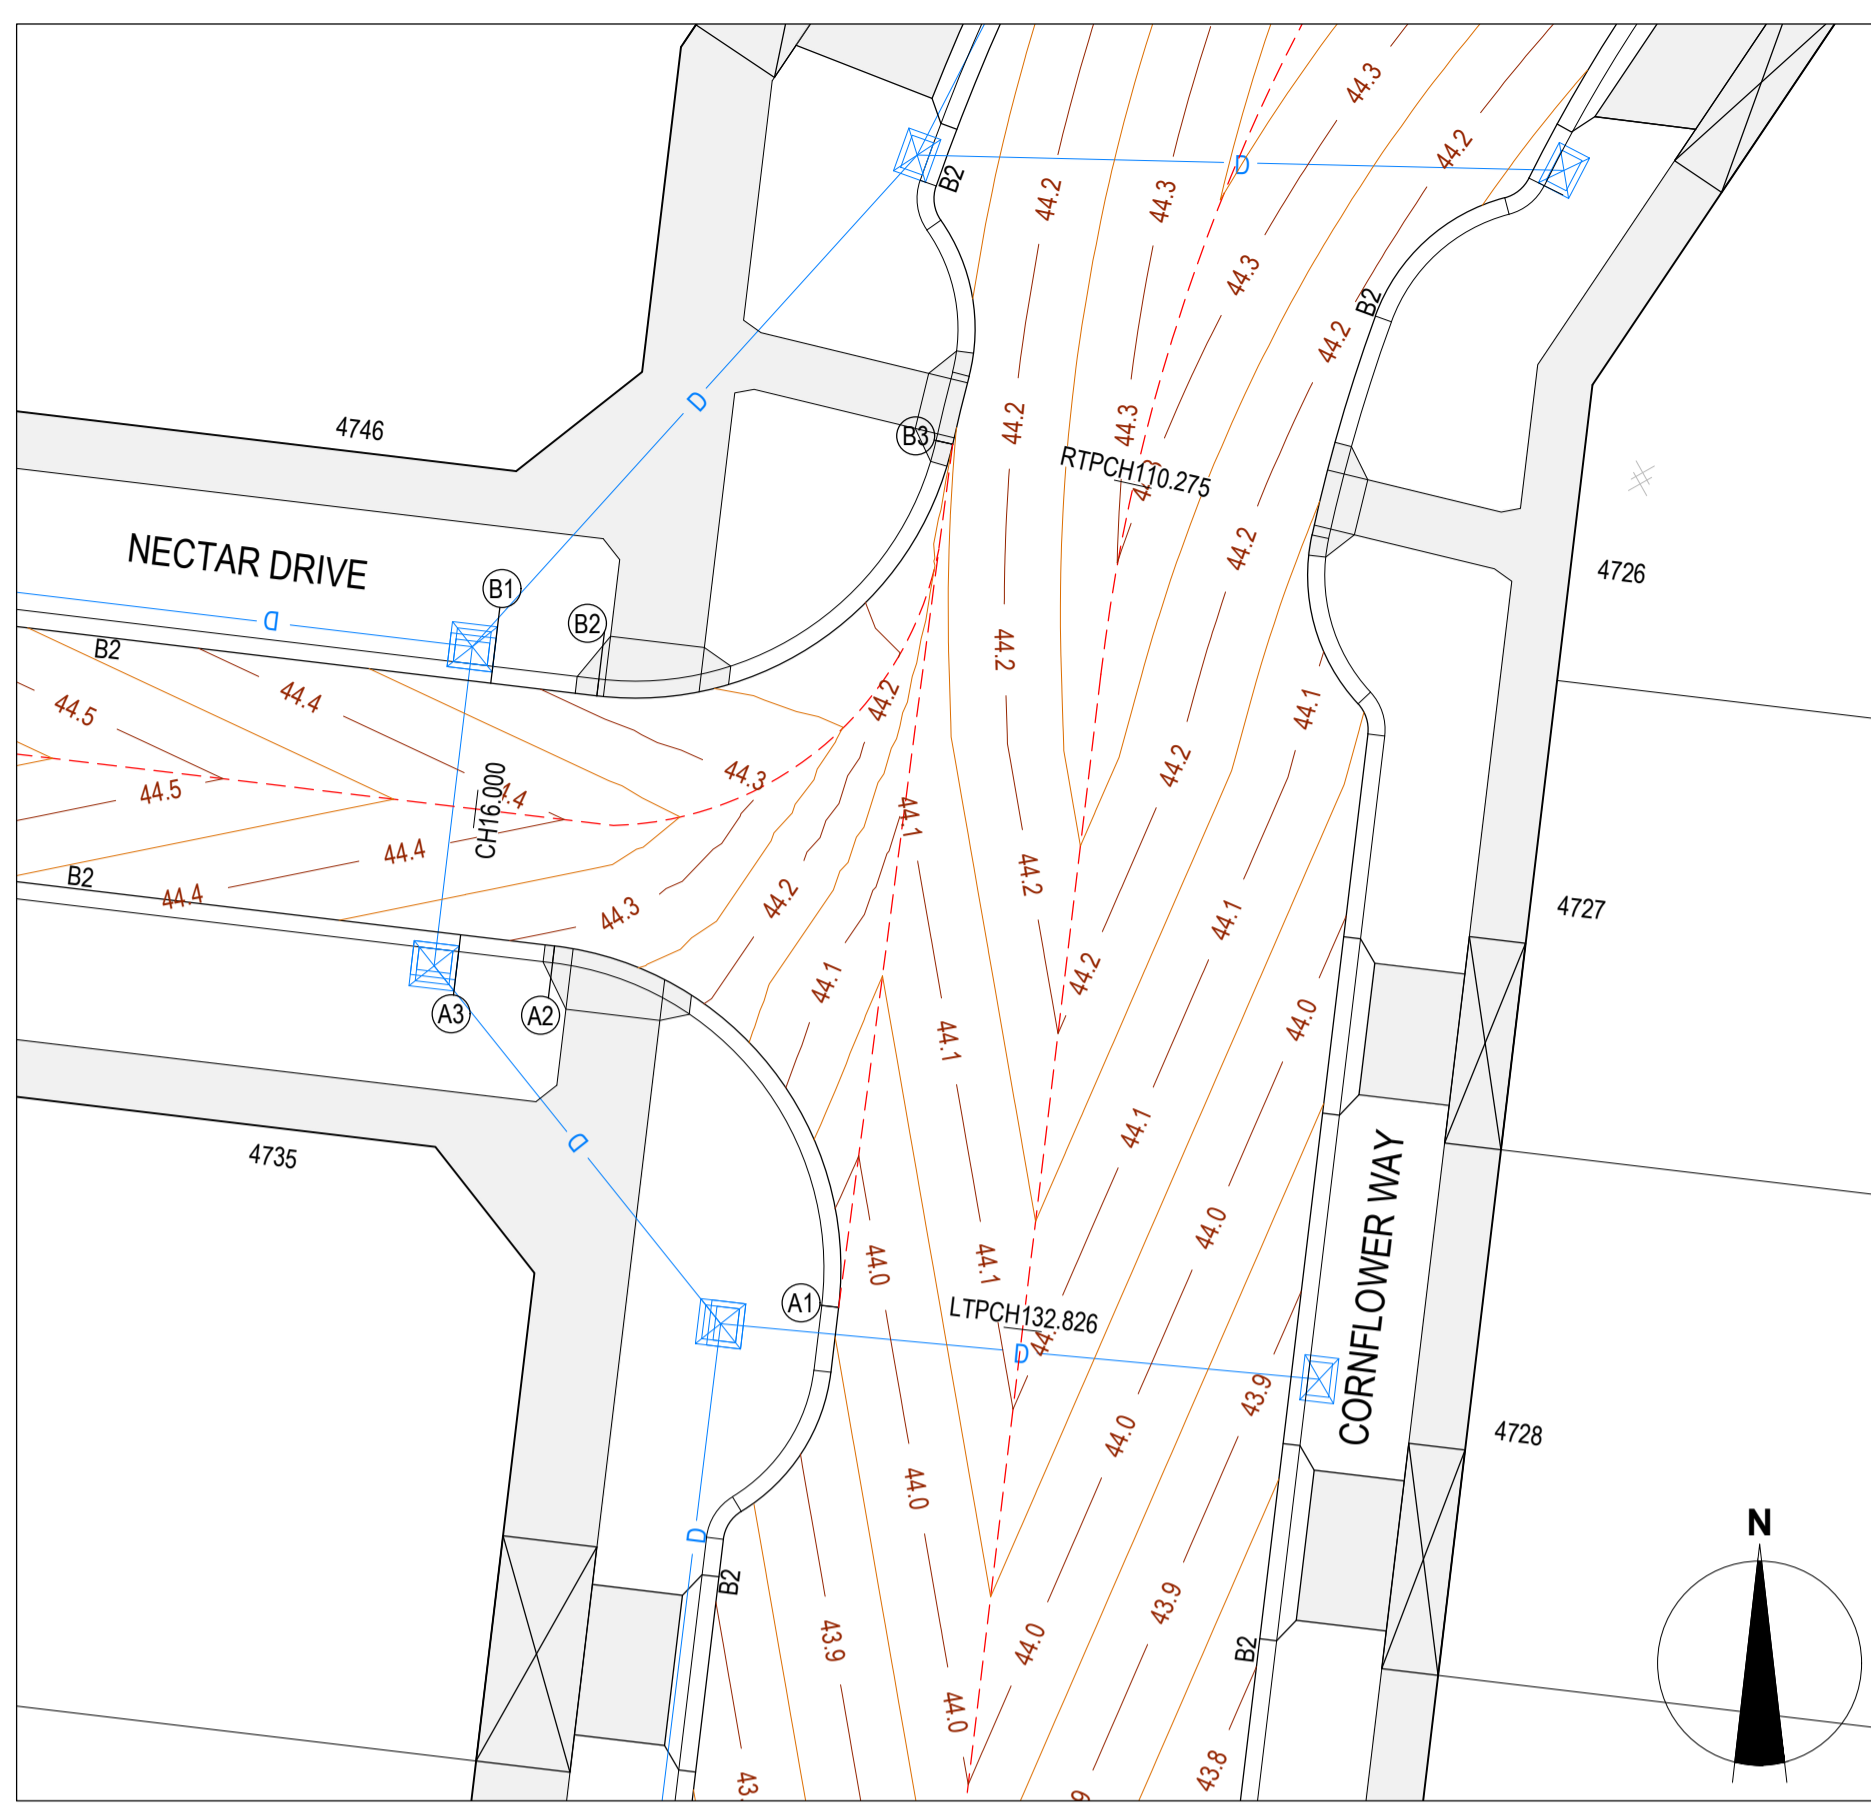 44.3
44.2
B2
44.2
44.3
44.3
D
B2
44.2
D
4746
44.2
44.3
B3
RTPCH110.275
44.2
4726
NECTAR DRIVE
B1
B2
D
B2
44.2
44.4
44.5
44.2
44.1
44.3
44.2
44.5
CH16.000
44.1
44.4
B2
44.4
44.3
44.2
44.2
44.1
4727
44.1
44.2
A3
A2
44.1
44.0
D
44.1
4735
CORNFLOWER WAY
44.0
44.1
44.0
A1
LTPCH132.826
D
43.9
44.0
4728
44.0
D
N
B2
43.9
43.9
44.0
B2
44.0
43.8